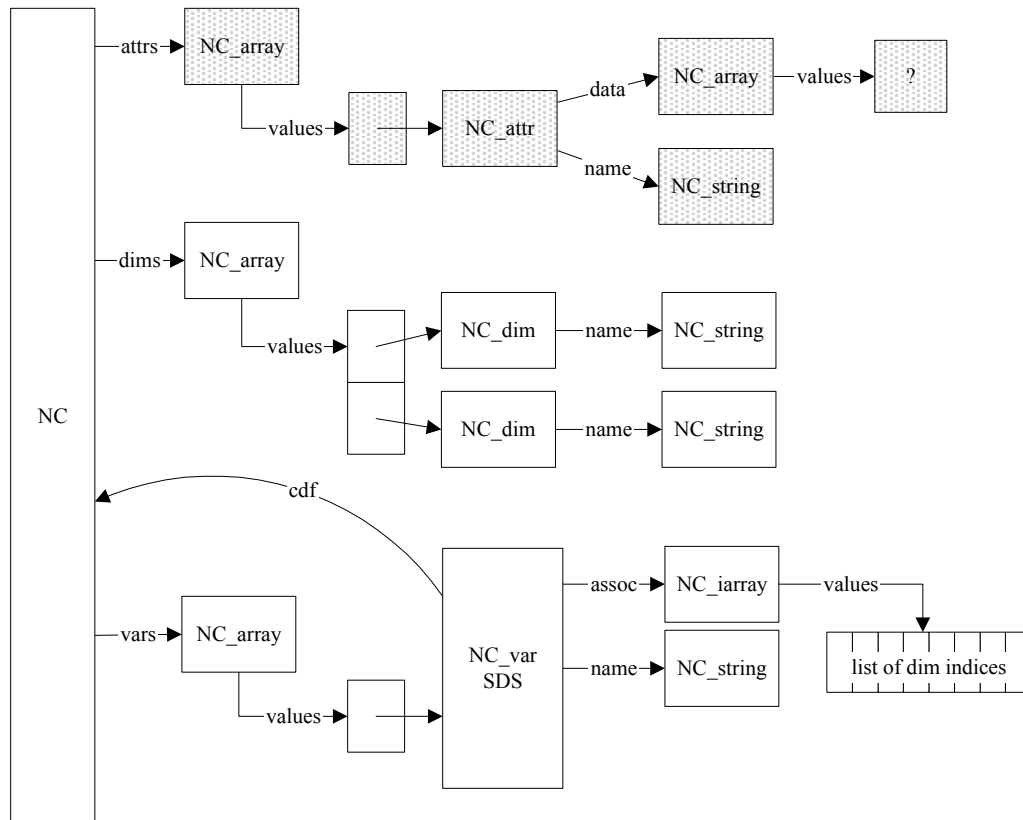 attrs
NC_array
values
NC_attr
data
NC_array
values
?
name
NC_string
dims
NC_array
values
NC_dim
name
NC_string
NC_dim
name
NC_string
NC
cdf
vars
NC_array
values
NC_var
SDS
assoc
NC_iarray
values
list of dim indices
name
NC_string